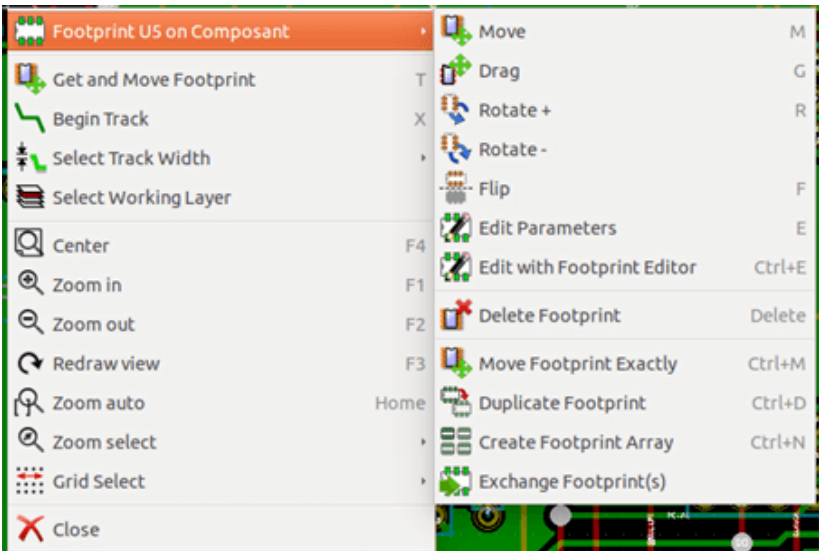 Footprint U5 on Composant
Get and Move Footprint T
Begin Track X
Select Track Width
Select Working Layer
Center F4
Zoom in F1
Zoom out F2
Redraw view F3
Zoom auto Home
Zoom select
Grid Select
Close
Move M
Drag G
Rotate + R
Rotate -
Flip F
Edit Parameters E
Edit with Footprint Editor Ctrl+E
Delete Footprint Delete
Move Footprint Exactly Ctrl+M
Duplicate Footprint Ctrl+D
Create Footprint Array Ctrl+N
Exchange Footprint(s)